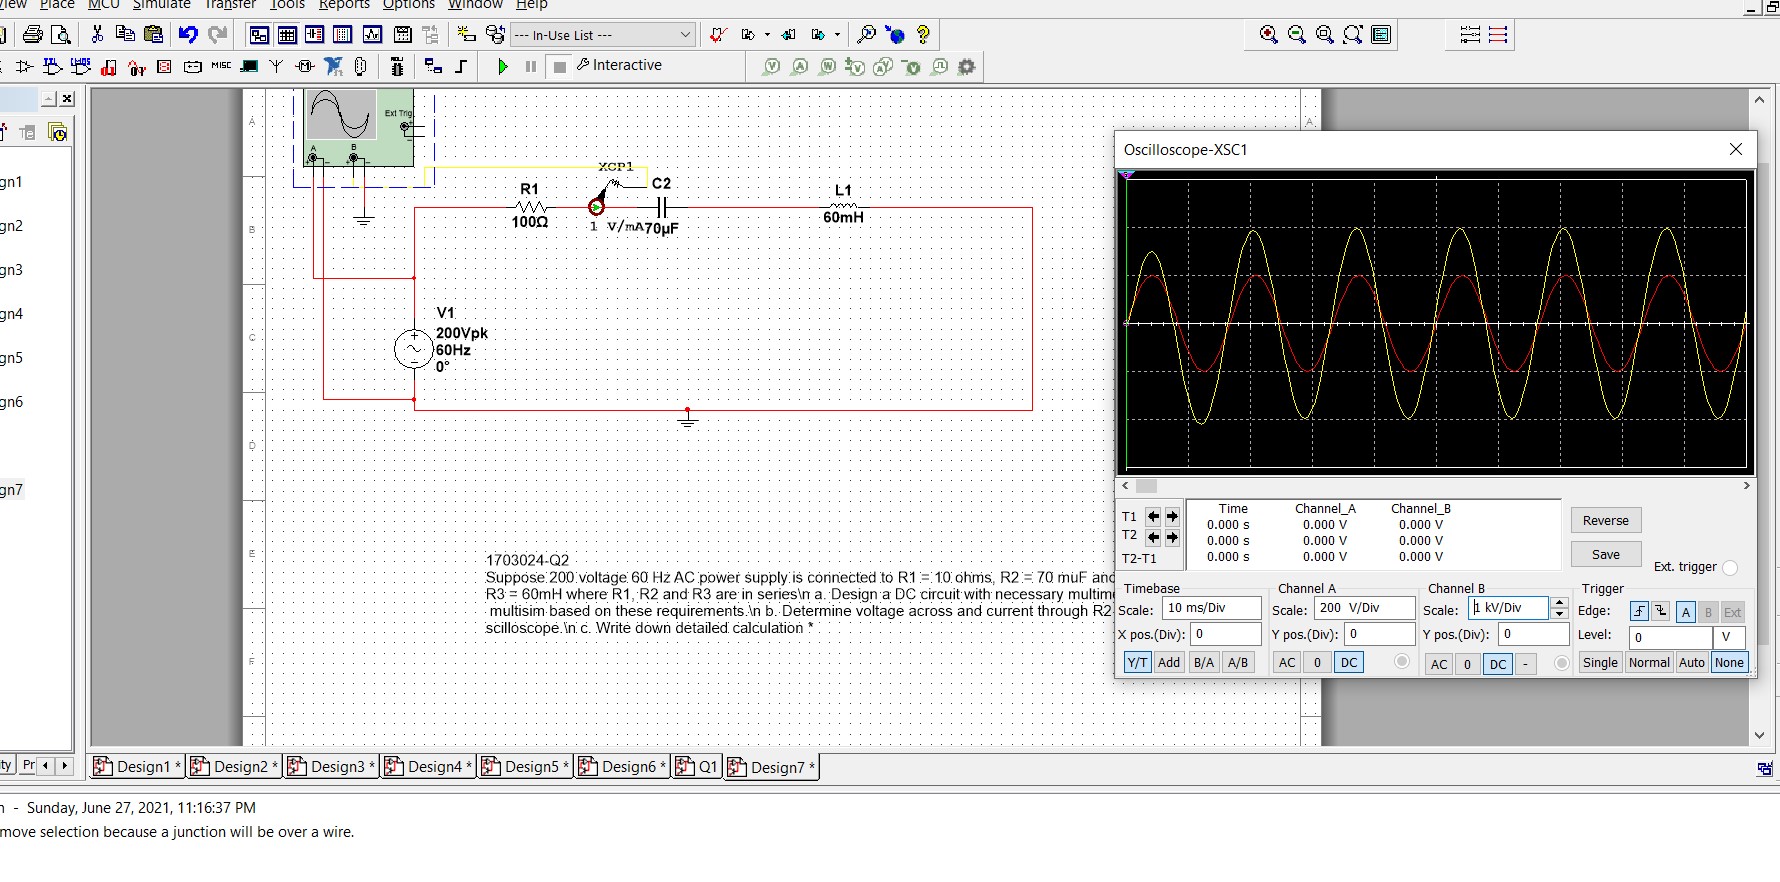 View Place MCU Simulate Transfer Tools Reports Options Window Help
--- In-Use List ---
MISC
Interactive
Ext Trig
A B
XCP1
R1
100Ω
1 V/mA
C2
70µF
L1
60mH
V1
200Vpk
60Hz
0°
A
B
C
D
E
F
A
gn1
gn2
gn3
gn4
gn5
gn6
gn7
1703024-Q2
Suppose 200 voltage 60 Hz AC power supply is connected to R1 = 10 ohms, R2 = 70 muF and
R3 = 60mH where R1, R2 and R3 are in series\n a. Design a DC circuit with necessary multime
multisim based on these requirements.\n b. Determine voltage across and current through R2
scilloscope.\n c. Write down detailed calculation *
Oscilloscope-XSC1
Time Channel_A Channel_B
T1 0.000 s 0.000 V 0.000 V
T2 0.000 s 0.000 V 0.000 V
T2-T1 0.000 s 0.000 V 0.000 V
Reverse
Save
Ext. trigger
Timebase
Scale: 10 ms/Div
X pos.(Div): 0
Y/T Add B/A A/B
Channel A
Scale: 200 V/Div
Y pos.(Div): 0
AC 0 DC
Channel B
Scale: 1 kV/Div
Y pos.(Div): 0
AC 0 DC -
Trigger
Edge: A B Ext
Level: 0 V
Single Normal Auto None
ity Pr
Design1 * Design2 * Design3 * Design4 * Design5 * Design6 * Q1 Design7 *
n - Sunday, June 27, 2021, 11:16:37 PM
move selection because a junction will be over a wire.